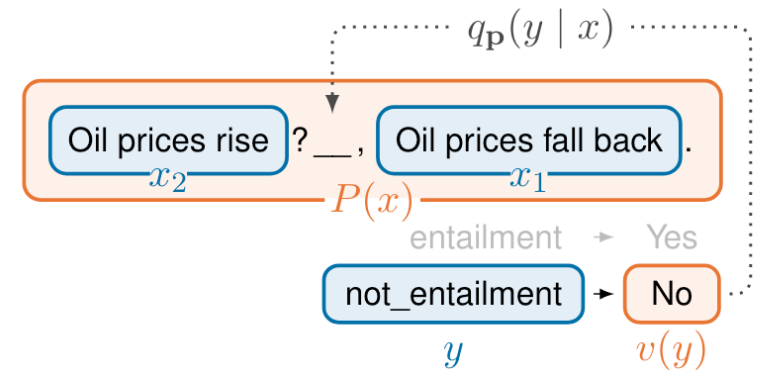 q_p(y | x)
Oil prices rise ?__, Oil prices fall back .
x_2 x_1
P(x)
entailment → Yes
not_entailment → No
y v(y)